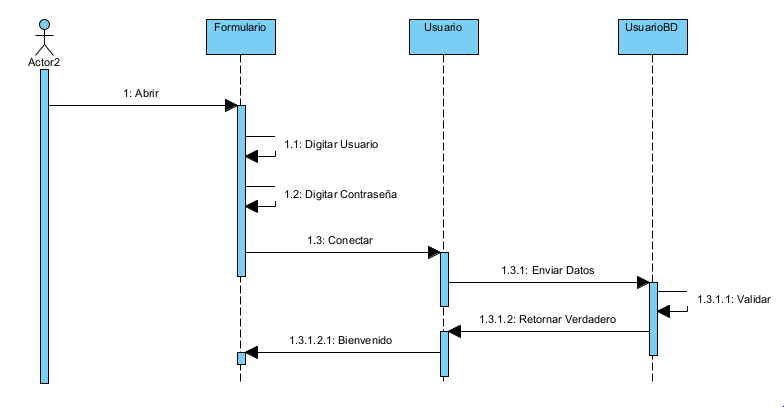 Formulario
Usuario
UsuarioBD
Actor2
1: Abrir
1.1: Digitar Usuario
1.2: Digitar Contraseña
1.3: Conectar
1.3.1: Enviar Datos
1.3.1.1: Validar
1.3.1.2: Retornar Verdadero
1.3.1.2.1: Bienvenido